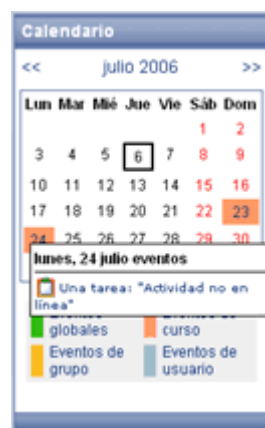 Calendario
<< julio 2006 >>
Lun Mar Mié Jue Vie Sáb Dom
1 2
3 4 5 6 7 8 9
10 11 12 13 14 15 16
17 18 19 20 21 22 23
24 25 26 27 28 29 30
lunes, 24 julio eventos
Una tarea: "Actividad no en
línea"
globales curso
Eventos de Eventos de
grupo usuario